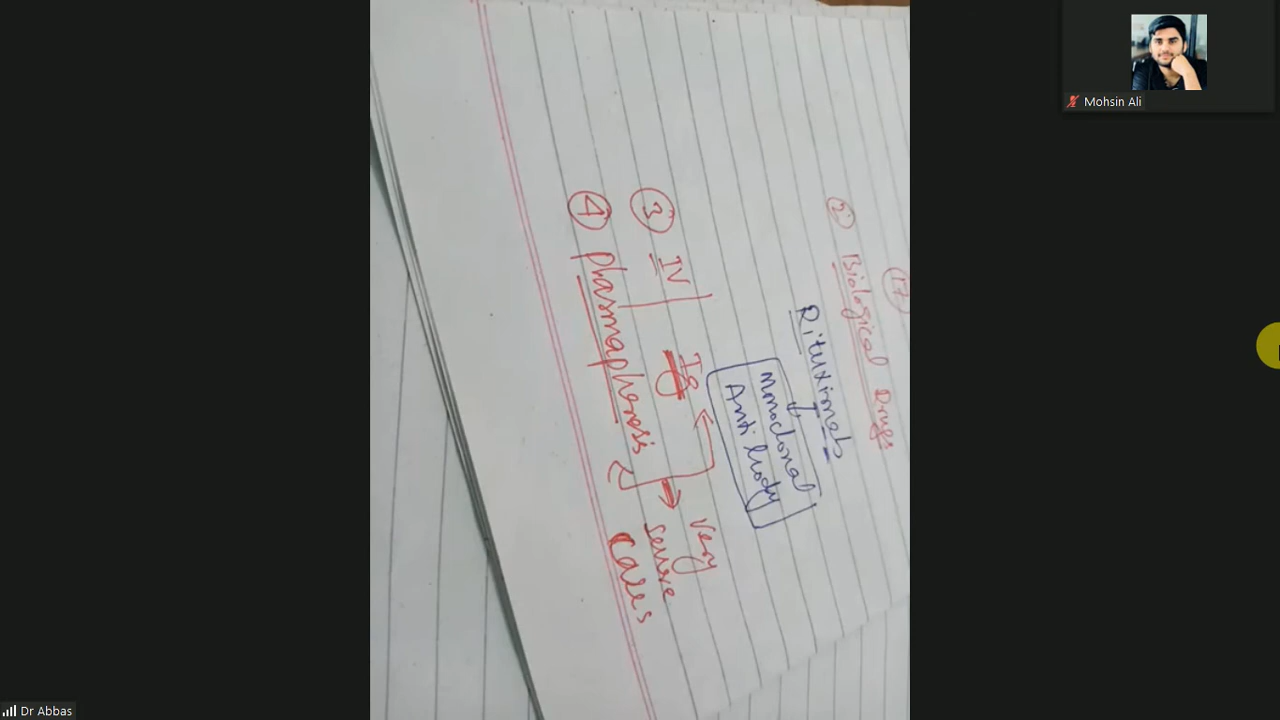 ② Biological Drugs
Rituximab
↓
Monoclonal
Anti body
③ IV Ig
④ Plasmapheresis
Very
severe
cases
Mohsin Ali
Dr Abbas